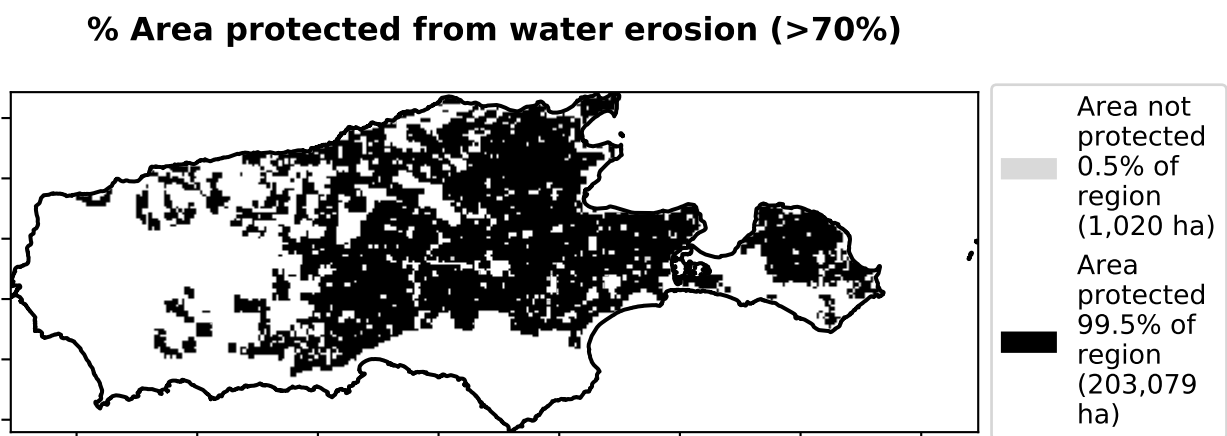 % Area protected from water erosion (>70%)
Area not
protected
0.5% of
region
(1,020 ha)
Area
protected
99.5% of
region
(203,079
ha)